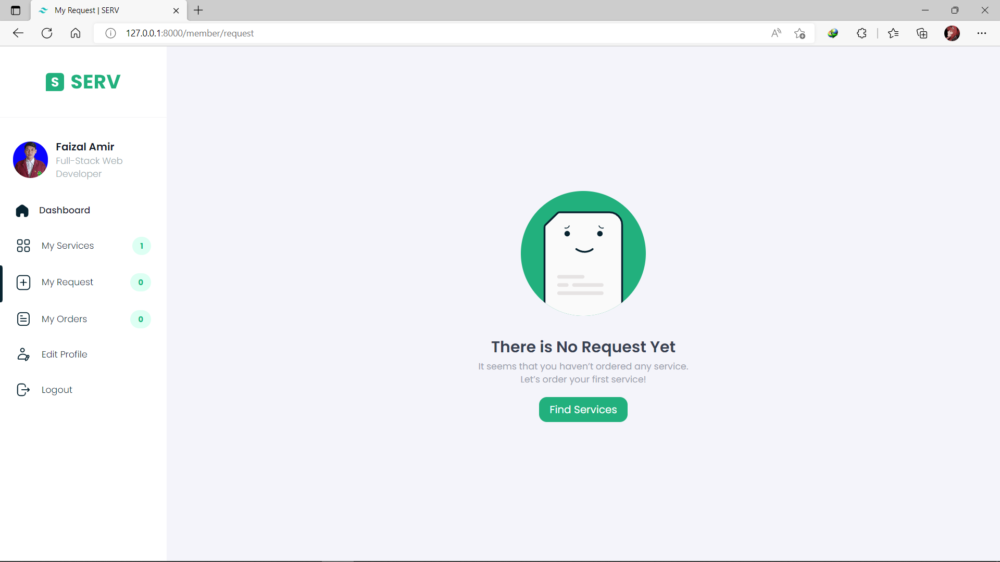 My Request | SERV
127.0.0.1:8000/member/request
S SERV
Faizal Amir
Full-Stack Web
Developer
Dashboard
My Services 1
My Request 0
My Orders 0
Edit Profile
Logout
There is No Request Yet
It seems that you haven’t ordered any service.
Let’s order your first service!
Find Services